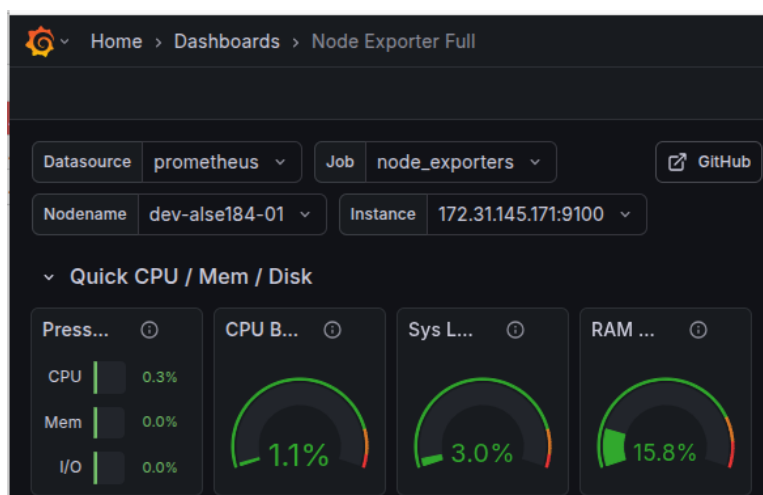 Home > Dashboards > Node Exporter Full
Datasource prometheus Job node_exporters GitHub
Nodename dev-alse184-01 Instance 172.31.145.171:9100
Quick CPU / Mem / Disk
Press... CPU B... Sys L... RAM ...
CPU 0.3%
Mem 0.0%
I/O 0.0%
1.1% 3.0% 15.8%